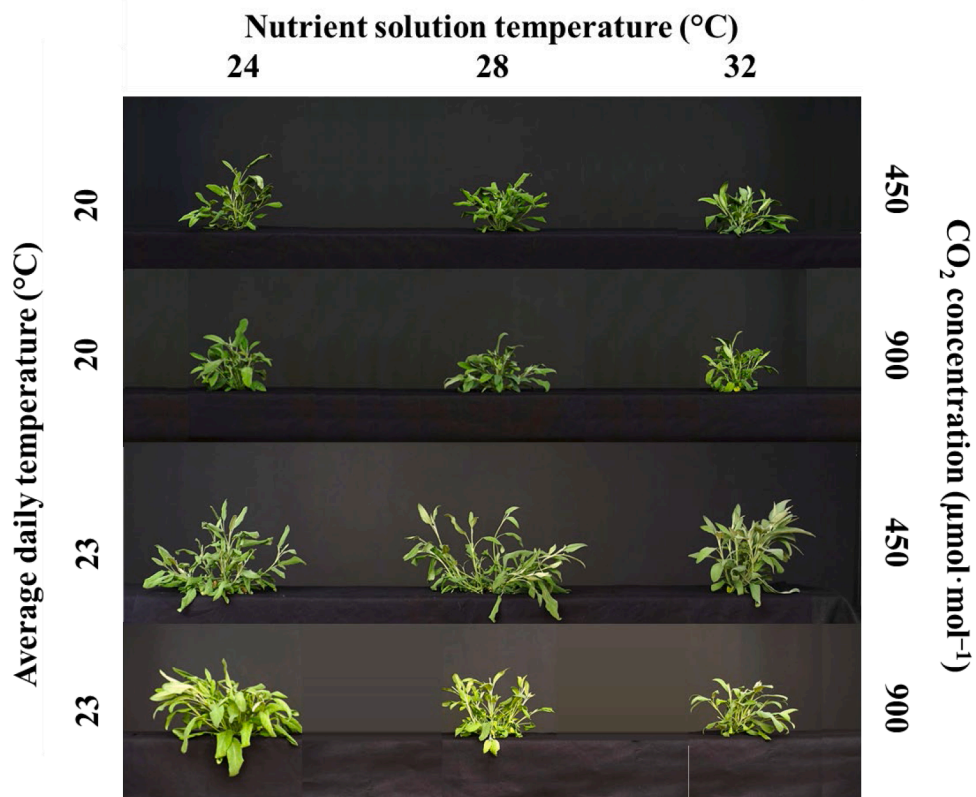 Nutrient solution temperature (°C)
24 28 32
Average daily temperature (°C)
20
20
23
23
450
900
450
900
CO₂ concentration (μmol·mol⁻¹)